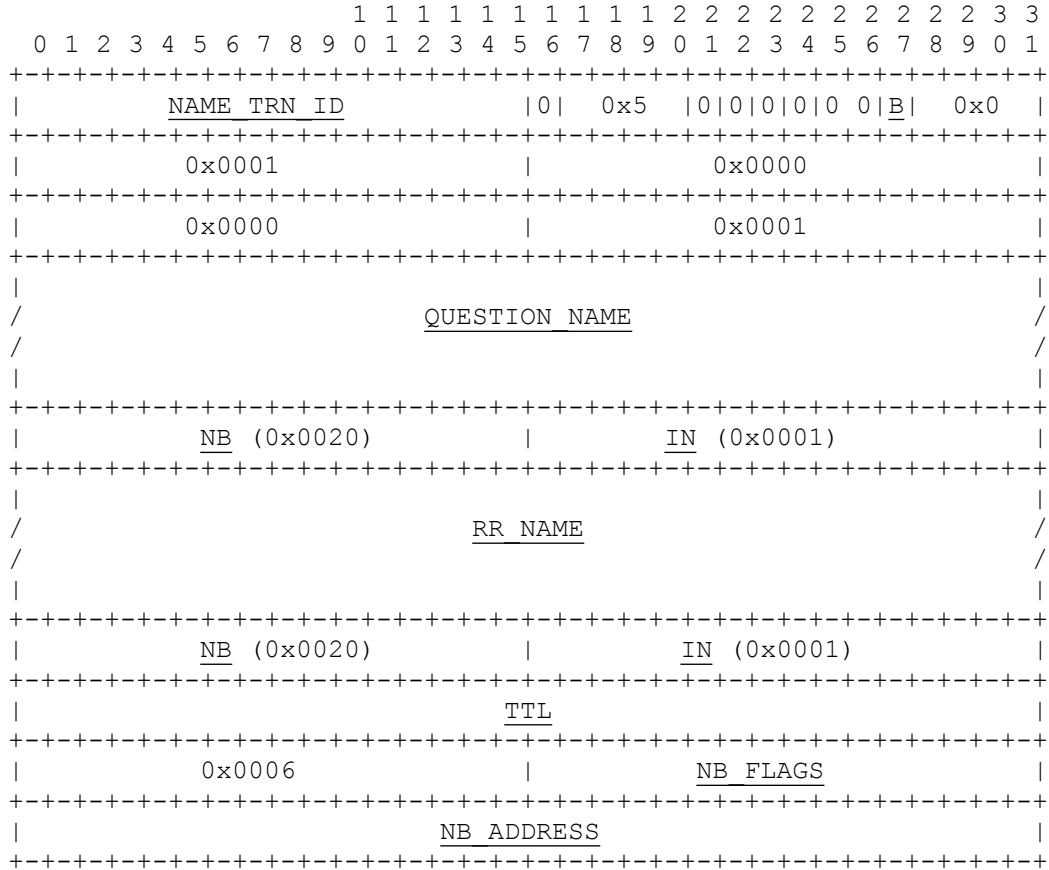 1 1 1 1 1 1 1 1 1 1 2 2 2 2 2 2 2 2 2 2 3 3
  0 1 2 3 4 5 6 7 8 9 0 1 2 3 4 5 6 7 8 9 0 1 2 3 4 5 6 7 8 9 0 1
 +-+-+-+-+-+-+-+-+-+-+-+-+-+-+-+-+-+-+-+-+-+-+-+-+-+-+-+-+-+-+-+-+
 |         NAME_TRN_ID           |0|  0x5  |0|0|0|0|0 0|B|  0x0  |
 +-+-+-+-+-+-+-+-+-+-+-+-+-+-+-+-+-+-+-+-+-+-+-+-+-+-+-+-+-+-+-+-+
 |          0x0001               |           0x0000              |
 +-+-+-+-+-+-+-+-+-+-+-+-+-+-+-+-+-+-+-+-+-+-+-+-+-+-+-+-+-+-+-+-+
 |          0x0000               |           0x0001              |
 +-+-+-+-+-+-+-+-+-+-+-+-+-+-+-+-+-+-+-+-+-+-+-+-+-+-+-+-+-+-+-+-+
 |                                                               |
 /                         QUESTION_NAME                         /
 /                                                               /
 |                                                               |
 +-+-+-+-+-+-+-+-+-+-+-+-+-+-+-+-+-+-+-+-+-+-+-+-+-+-+-+-+-+-+-+-+
 |           NB (0x0020)         |        IN (0x0001)            |
 +-+-+-+-+-+-+-+-+-+-+-+-+-+-+-+-+-+-+-+-+-+-+-+-+-+-+-+-+-+-+-+-+
 |                                                               |
 /                            RR_NAME                            /
 /                                                               /
 |                                                               |
 +-+-+-+-+-+-+-+-+-+-+-+-+-+-+-+-+-+-+-+-+-+-+-+-+-+-+-+-+-+-+-+-+
 |           NB (0x0020)         |         IN (0x0001)           |
 +-+-+-+-+-+-+-+-+-+-+-+-+-+-+-+-+-+-+-+-+-+-+-+-+-+-+-+-+-+-+-+-+
 |                              TTL                              |
 +-+-+-+-+-+-+-+-+-+-+-+-+-+-+-+-+-+-+-+-+-+-+-+-+-+-+-+-+-+-+-+-+
 |           0x0006              |          NB_FLAGS             |
 +-+-+-+-+-+-+-+-+-+-+-+-+-+-+-+-+-+-+-+-+-+-+-+-+-+-+-+-+-+-+-+-+
 |                          NB_ADDRESS                           |
 +-+-+-+-+-+-+-+-+-+-+-+-+-+-+-+-+-+-+-+-+-+-+-+-+-+-+-+-+-+-+-+-+